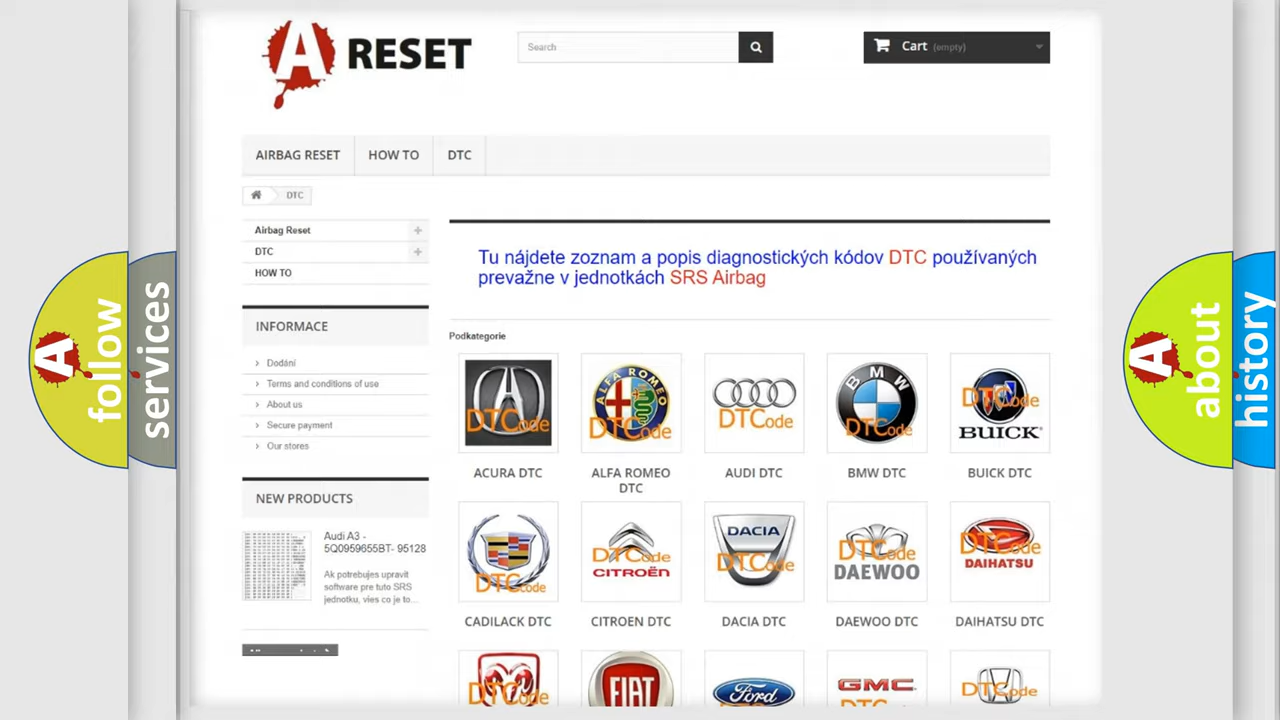 A RESET
Search
Cart (empty)
AIRBAG RESET
HOW TO
DTC
DTC
Airbag Reset
DTC
HOW TO
INFORMACE
Dodání
Terms and conditions of use
About us
Secure payment
Our stores
NEW PRODUCTS
Audi A3 -
5Q0959655BT- 95128
Ak potrebujes upravit
software pre tuto SRS
jednotku, vies co je to...
Tu nájdete zoznam a popis diagnostických kódov DTC používaných
prevažne v jednotkách SRS Airbag
Podkategorie
DTCode
ALFA ROMEO
DTCode
DTCode
BMW
DTCode
DTCode
BUICK
ACURA DTC
ALFA ROMEO
DTC
AUDI DTC
BMW DTC
BUICK DTC
DTCode
DTCode
CITROËN
DACIA
DTCode
DTCode
DAEWOO
DTCode
DAIHATSU
CADILACK DTC
CITROEN DTC
DACIA DTC
DAEWOO DTC
DAIHATSU DTC
DTCode
FIAT
Ford
GMC
DTCode
A follow
services
A about
history